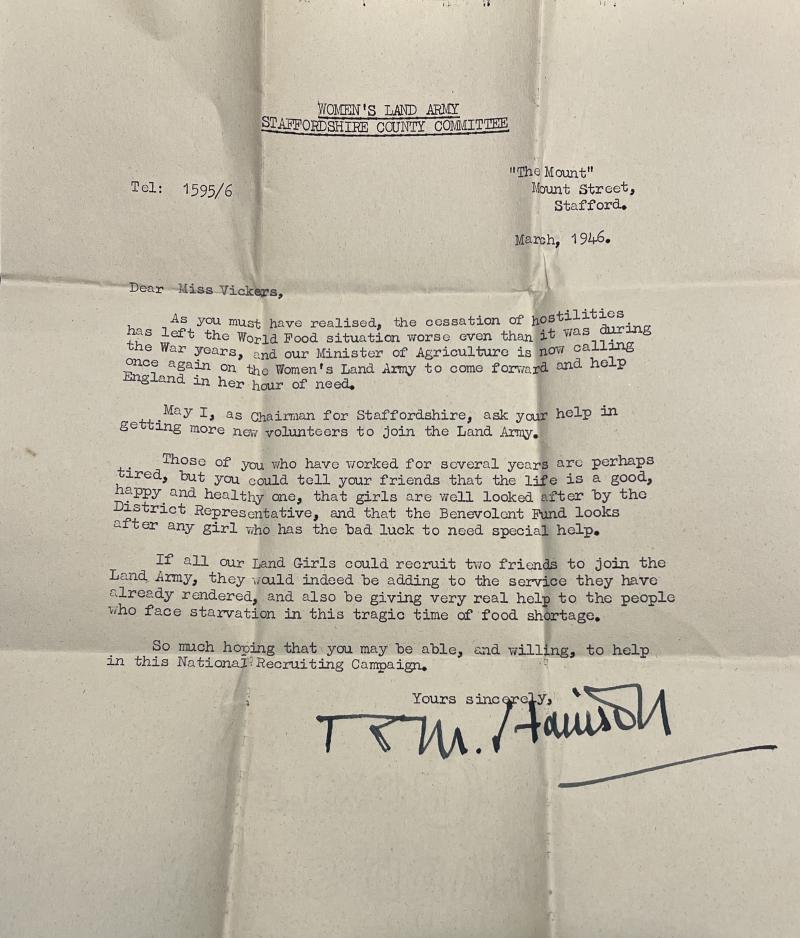 WOMEN'S LAND ARMY
STAFFORDSHIRE COUNTY COMMITTEE
Tel: 1595/6
"The Mount"
Mount Street,
Stafford.
March, 1946.
Dear Miss Vickers,
As you must have realised, the cessation of hostilities
has left the World Food situation worse even than it was during
the War years, and our Minister of Agriculture is now calling
once again on the Women's Land Army to come forward and help
England in her hour of need.
May I, as Chairman for Staffordshire, ask your help in
getting more new volunteers to join the Land Army.
Those of you who have worked for several years are perhaps
tired, but you could tell your friends that the life is a good,
happy and healthy one, that girls are well looked after by the
District Representative, and that the Benevolent Fund looks
after any girl who has the bad luck to need special help.
If all our Land Girls could recruit two friends to join the
Land Army, they would indeed be adding to the service they have
already rendered, and also be giving very real help to the people
who face starvation in this tragic time of food shortage.
So much hoping that you may be able, and willing, to help
in this National Recruiting Campaign.
Yours sincerely,
M. Harrison